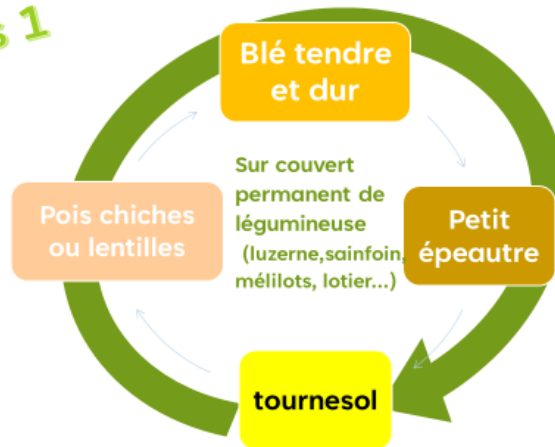 s 1
Blé tendre
et dur
Sur couvert
permanent de
légumineuse
(luzerne,sainfoin,
mélilots, lotier...)
Pois chiches
ou lentilles
Petit
épeautre
tournesol